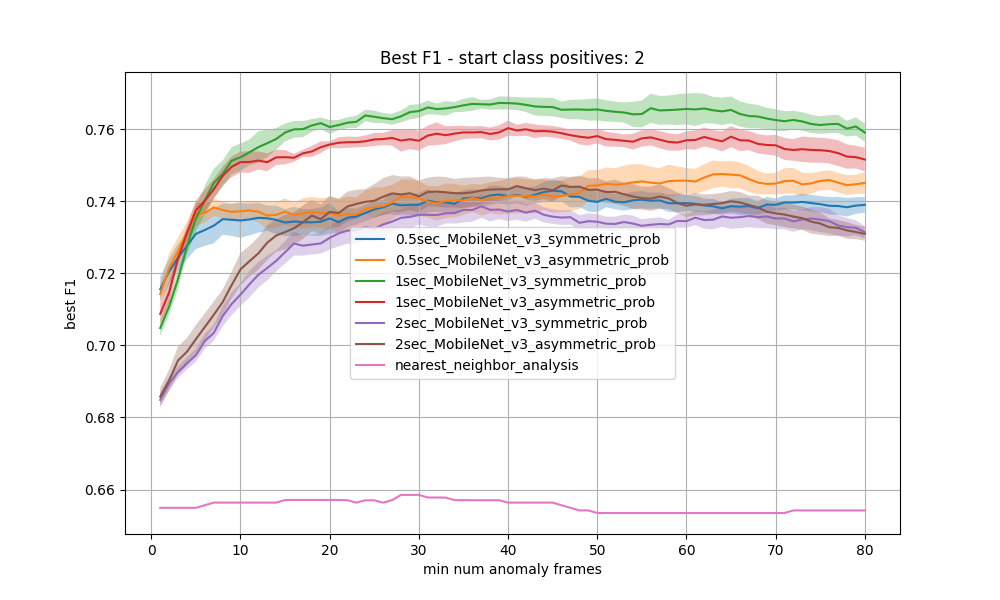 Best F1 - start class positives: 2
best F1
0.76
0.74
0.72
0.70
0.68
0.66
0.5sec_MobileNet_v3_symmetric_prob
0.5sec_MobileNet_v3_asymmetric_prob
1sec_MobileNet_v3_symmetric_prob
1sec_MobileNet_v3_asymmetric_prob
2sec_MobileNet_v3_symmetric_prob
2sec_MobileNet_v3_asymmetric_prob
nearest_neighbor_analysis
0 10 20 30 40 50 60 70 80
min num anomaly frames